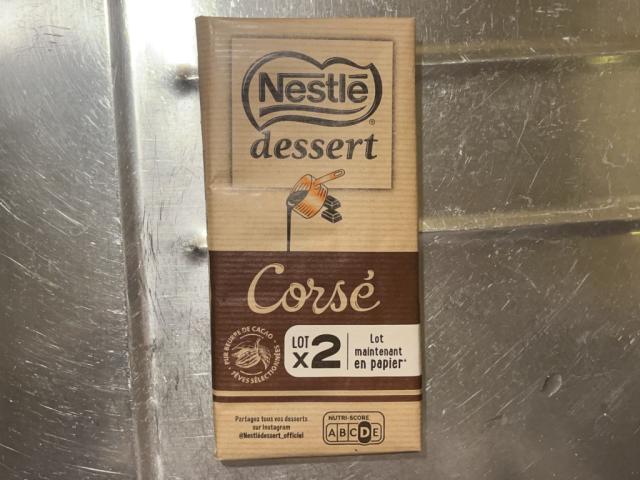 Nestlé
®
dessert
Corsé
PUR BEURRE DE CACAO
FÈVES SÉLECTIONNÉES
LOT
x2
Lot
maintenant
en papier*
Partagez tous vos desserts
sur Instagram
@Nestlédessert_officiel
NUTRI-SCORE
A B C D E